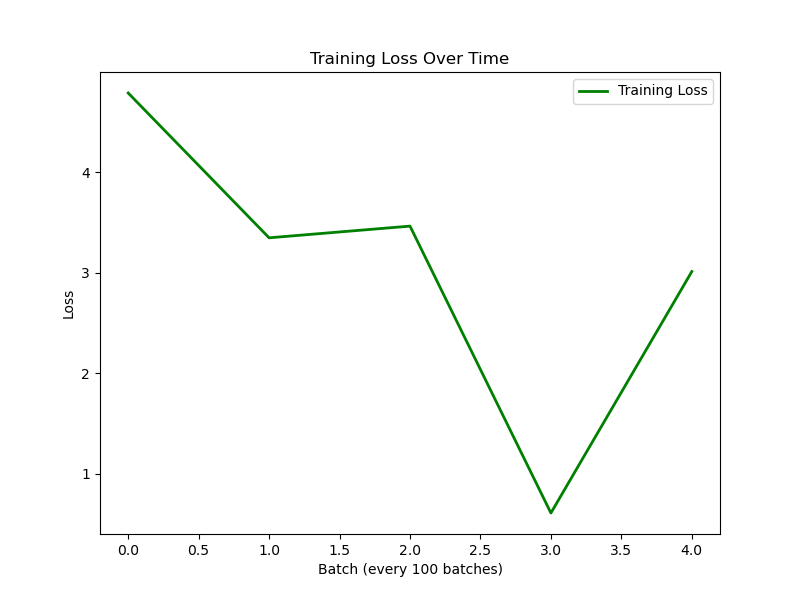 Training Loss Over Time
Training Loss
4
3
2
1
Loss
0.0 0.5 1.0 1.5 2.0 2.5 3.0 3.5 4.0
Batch (every 100 batches)